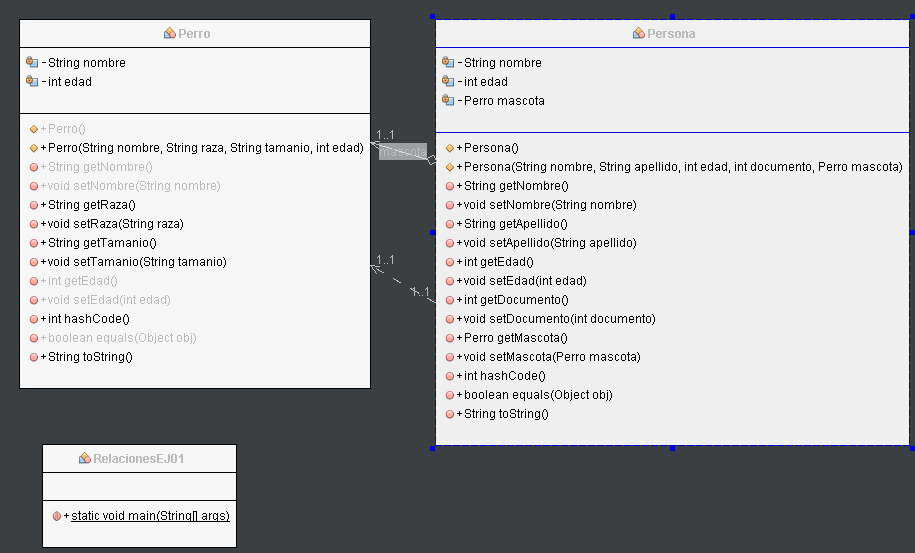 Perro
- String nombre
- int edad
+ Perro()
+ Perro(String nombre, String raza, String tamanio, int edad)
+ String getNombre()
+ void setNombre(String nombre)
+ String getRaza()
+ void setRaza(String raza)
+ String getTamanio()
+ void setTamanio(String tamanio)
+ int getEdad()
+ void setEdad(int edad)
+ int hashCode()
+ boolean equals(Object obj)
+ String toString()
1..1
mascota
1..1
1..1
Persona
- String nombre
- int edad
- Perro mascota
+ Persona()
+ Persona(String nombre, String apellido, int edad, int documento, Perro mascota)
+ String getNombre()
+ void setNombre(String nombre)
+ String getApellido()
+ void setApellido(String apellido)
+ int getEdad()
+ void setEdad(int edad)
+ int getDocumento()
+ void setDocumento(int documento)
+ Perro getMascota()
+ void setMascota(Perro mascota)
+ int hashCode()
+ boolean equals(Object obj)
+ String toString()
RelacionesEJ01
+ static void main(String[] args)